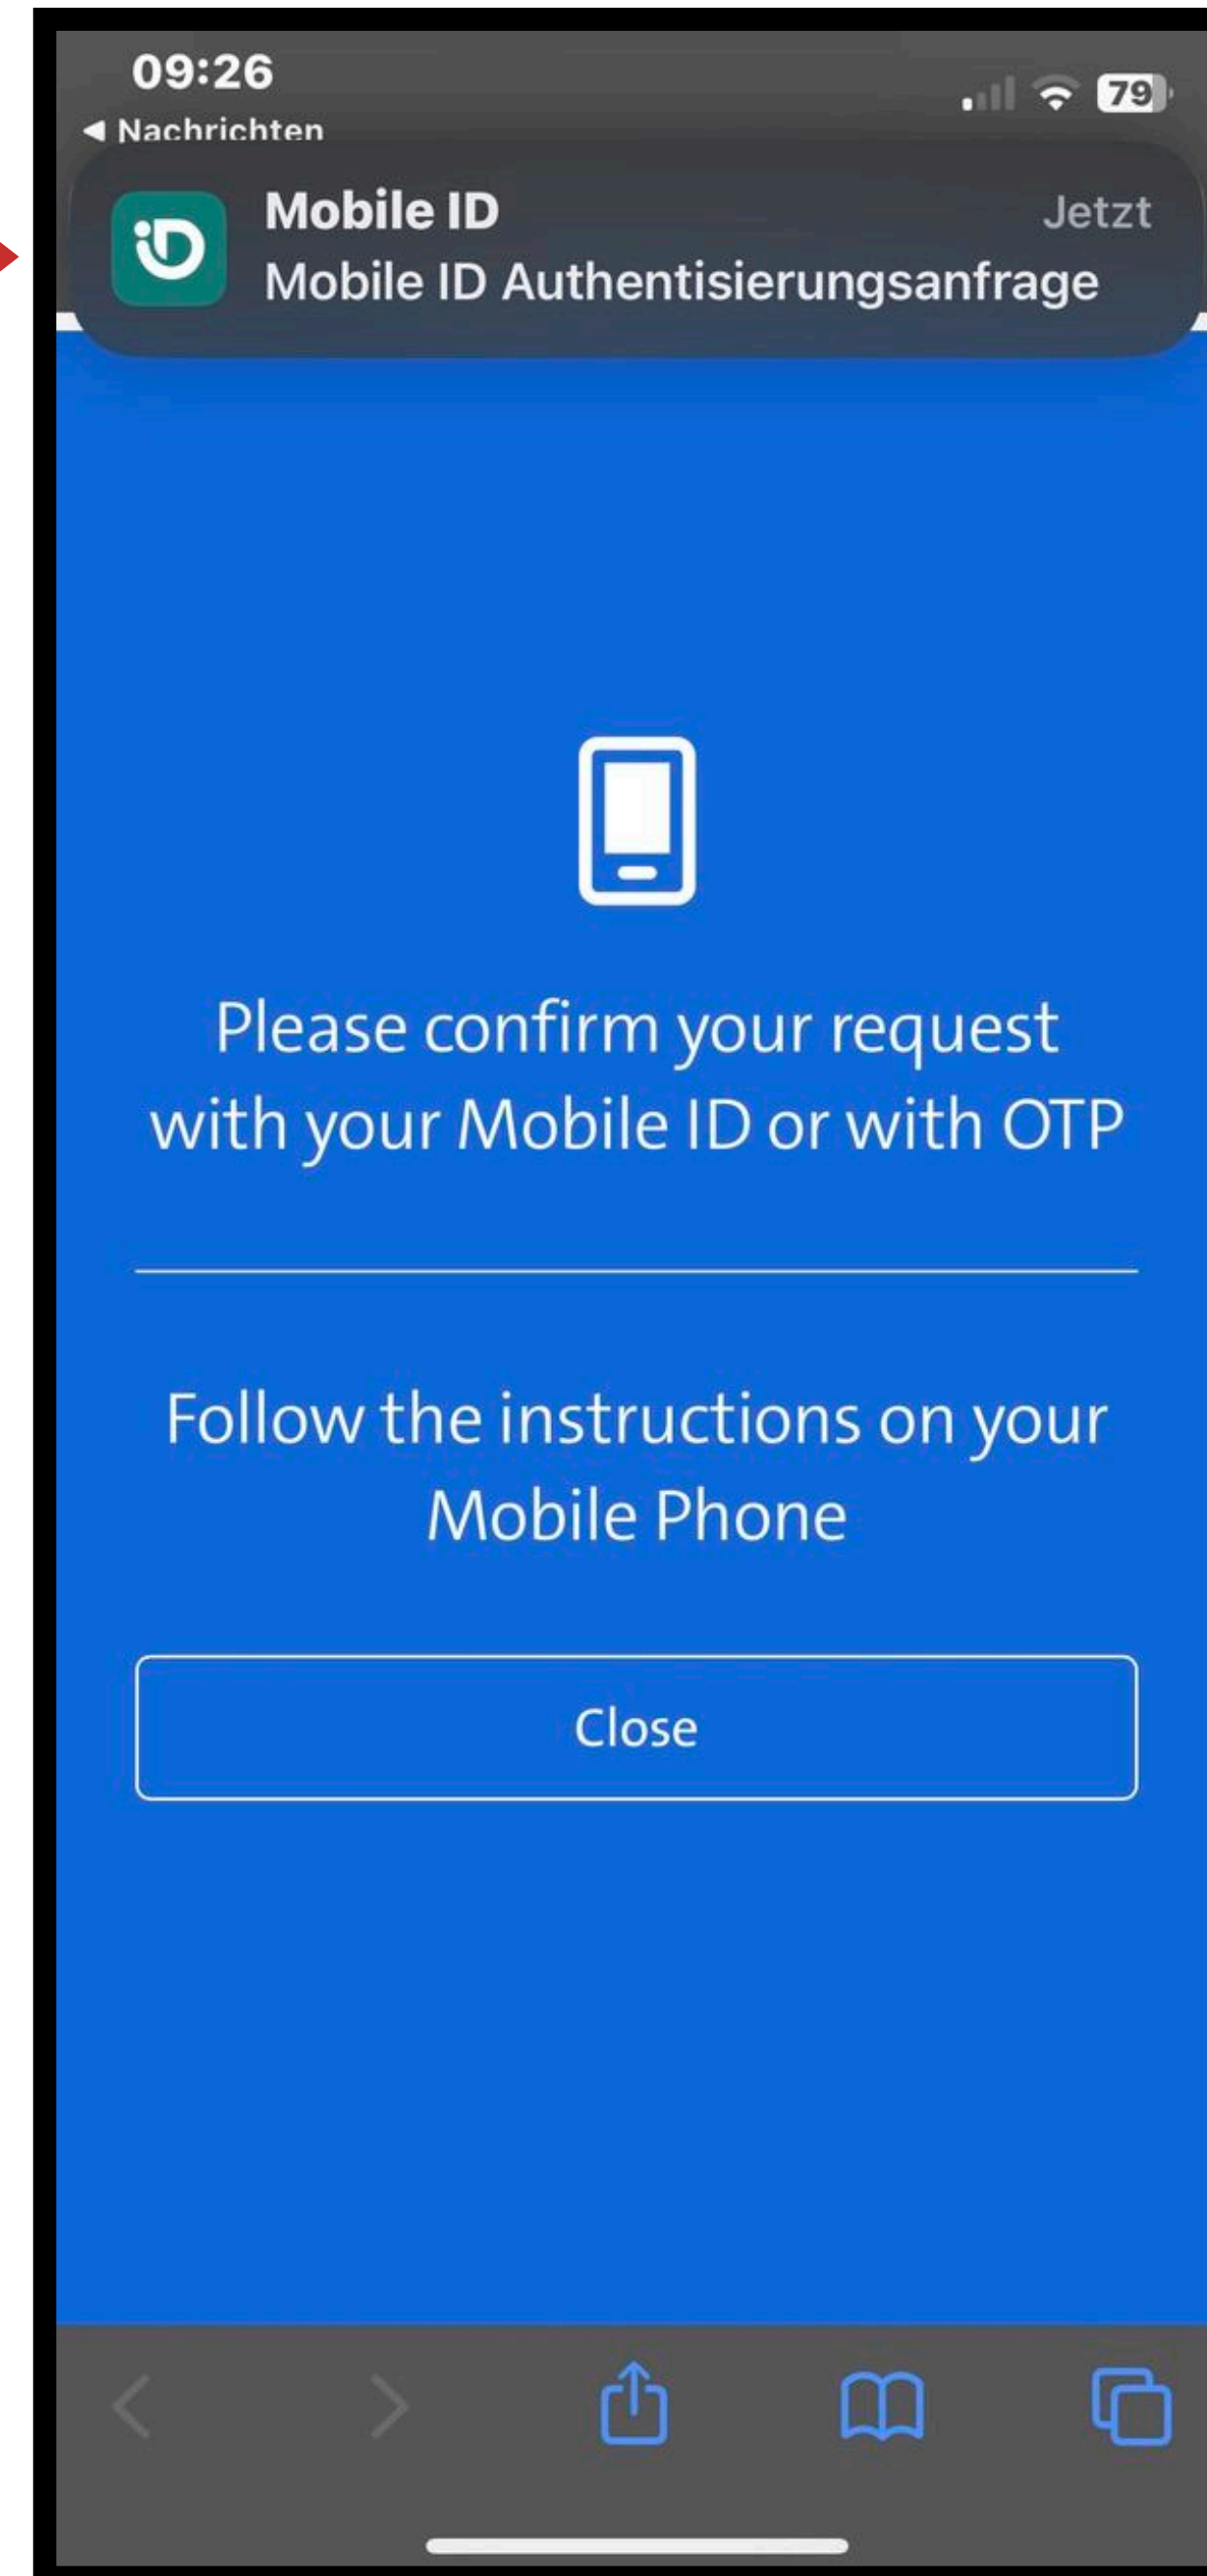 09:26
79
Nachrichten
Mobile ID
Jetzt
Mobile ID Authentisierungsanfrage
Please confirm your request
with your Mobile ID or with OTP
Follow the instructions on your
Mobile Phone
Close